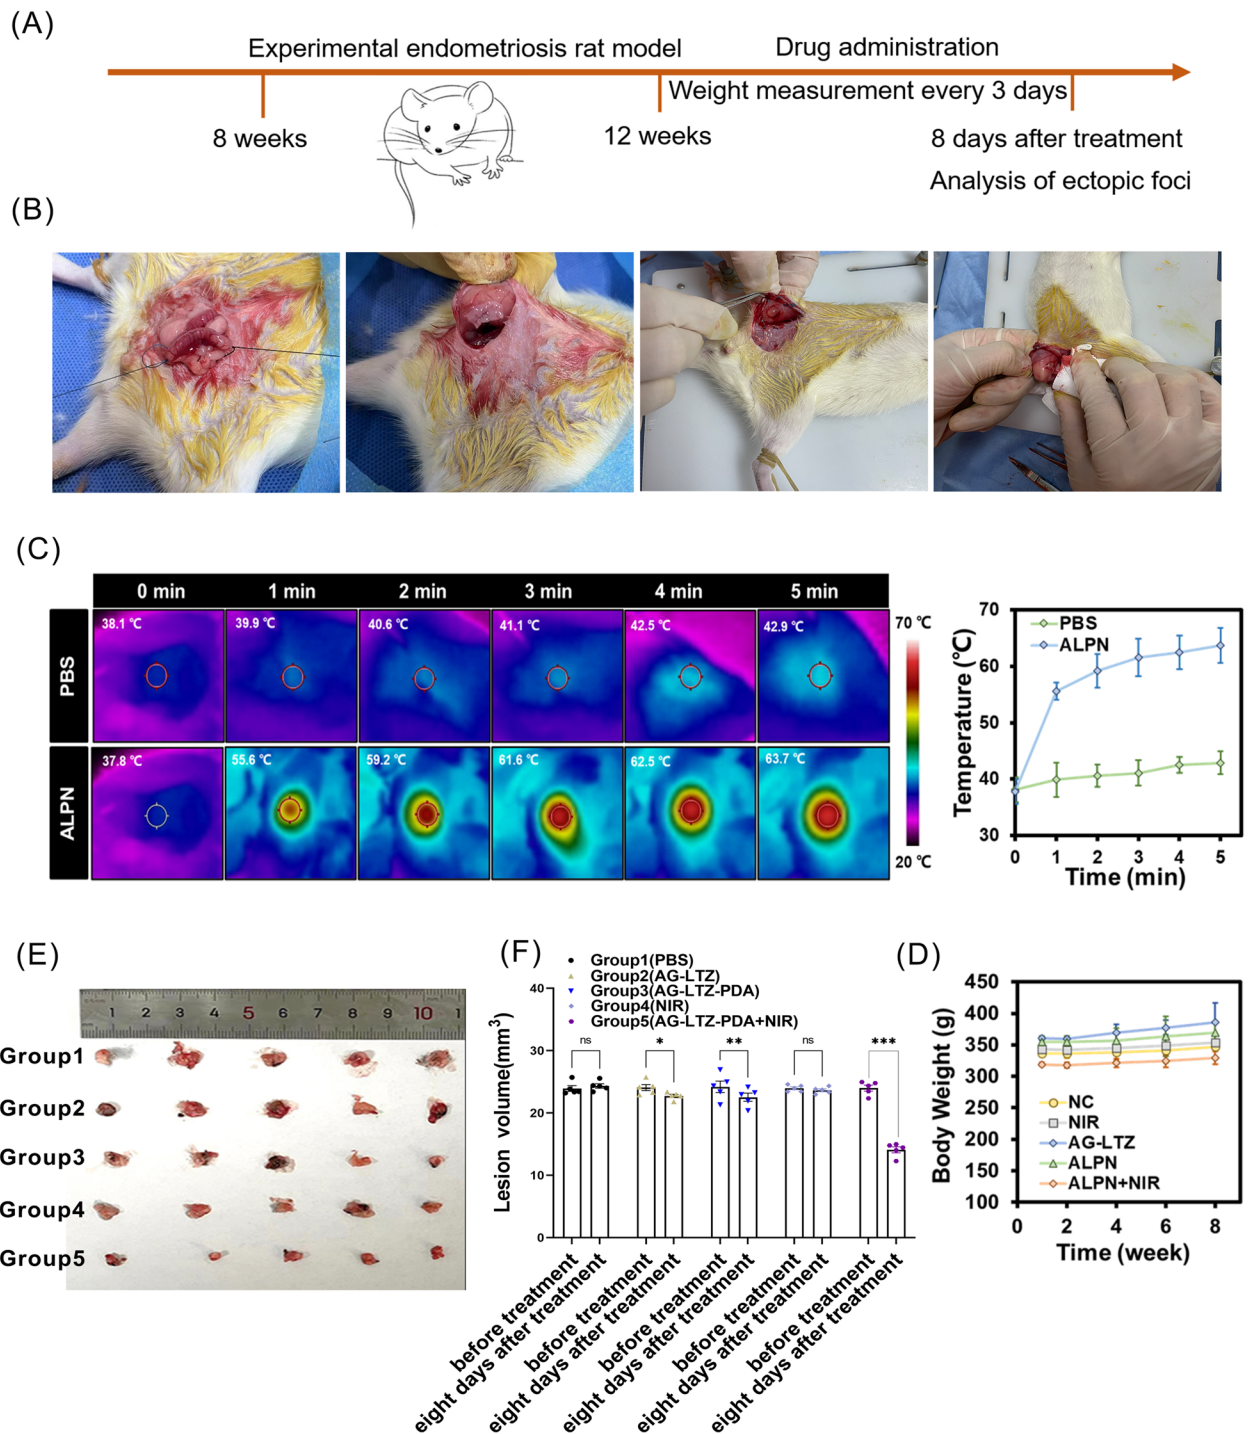 (A)
Experimental endometriosis rat model
Drug administration
Weight measurement every 3 days
8 weeks
12 weeks
8 days after treatment
Analysis of ectopic foci
(B)
(C)
0 min 1 min 2 min 3 min 4 min 5 min
PBS
38.1 ℃ 39.9 ℃ 40.6 ℃ 41.1 ℃ 42.5 ℃ 42.9 ℃
ALPN
37.8 ℃ 55.6 ℃ 59.2 ℃ 61.6 ℃ 62.5 ℃ 63.7 ℃
70 ℃
20 ℃
Temperature (℃)
70
60
50
40
30
PBS
ALPN
0 1 2 3 4 5
Time (min)
(E)
1 2 3 4 5 6 7 8 9 10 1
Group1
Group2
Group3
Group4
Group5
(F)
Group1(PBS)
Group2(AG-LTZ)
Group3(AG-LTZ-PDA)
Group4(NIR)
Group5(AG-LTZ-PDA+NIR)
Lesion volume(mm³)
40
30
20
10
0
ns * ** ns ***
before treatment
eight days after treatment
before treatment
eight days after treatment
before treatment
eight days after treatment
before treatment
eight days after treatment
before treatment
eight days after treatment
(D)
Body Weight (g)
450
400
350
300
250
200
150
100
NC
NIR
AG-LTZ
ALPN
ALPN+NIR
0 2 4 6 8
Time (week)